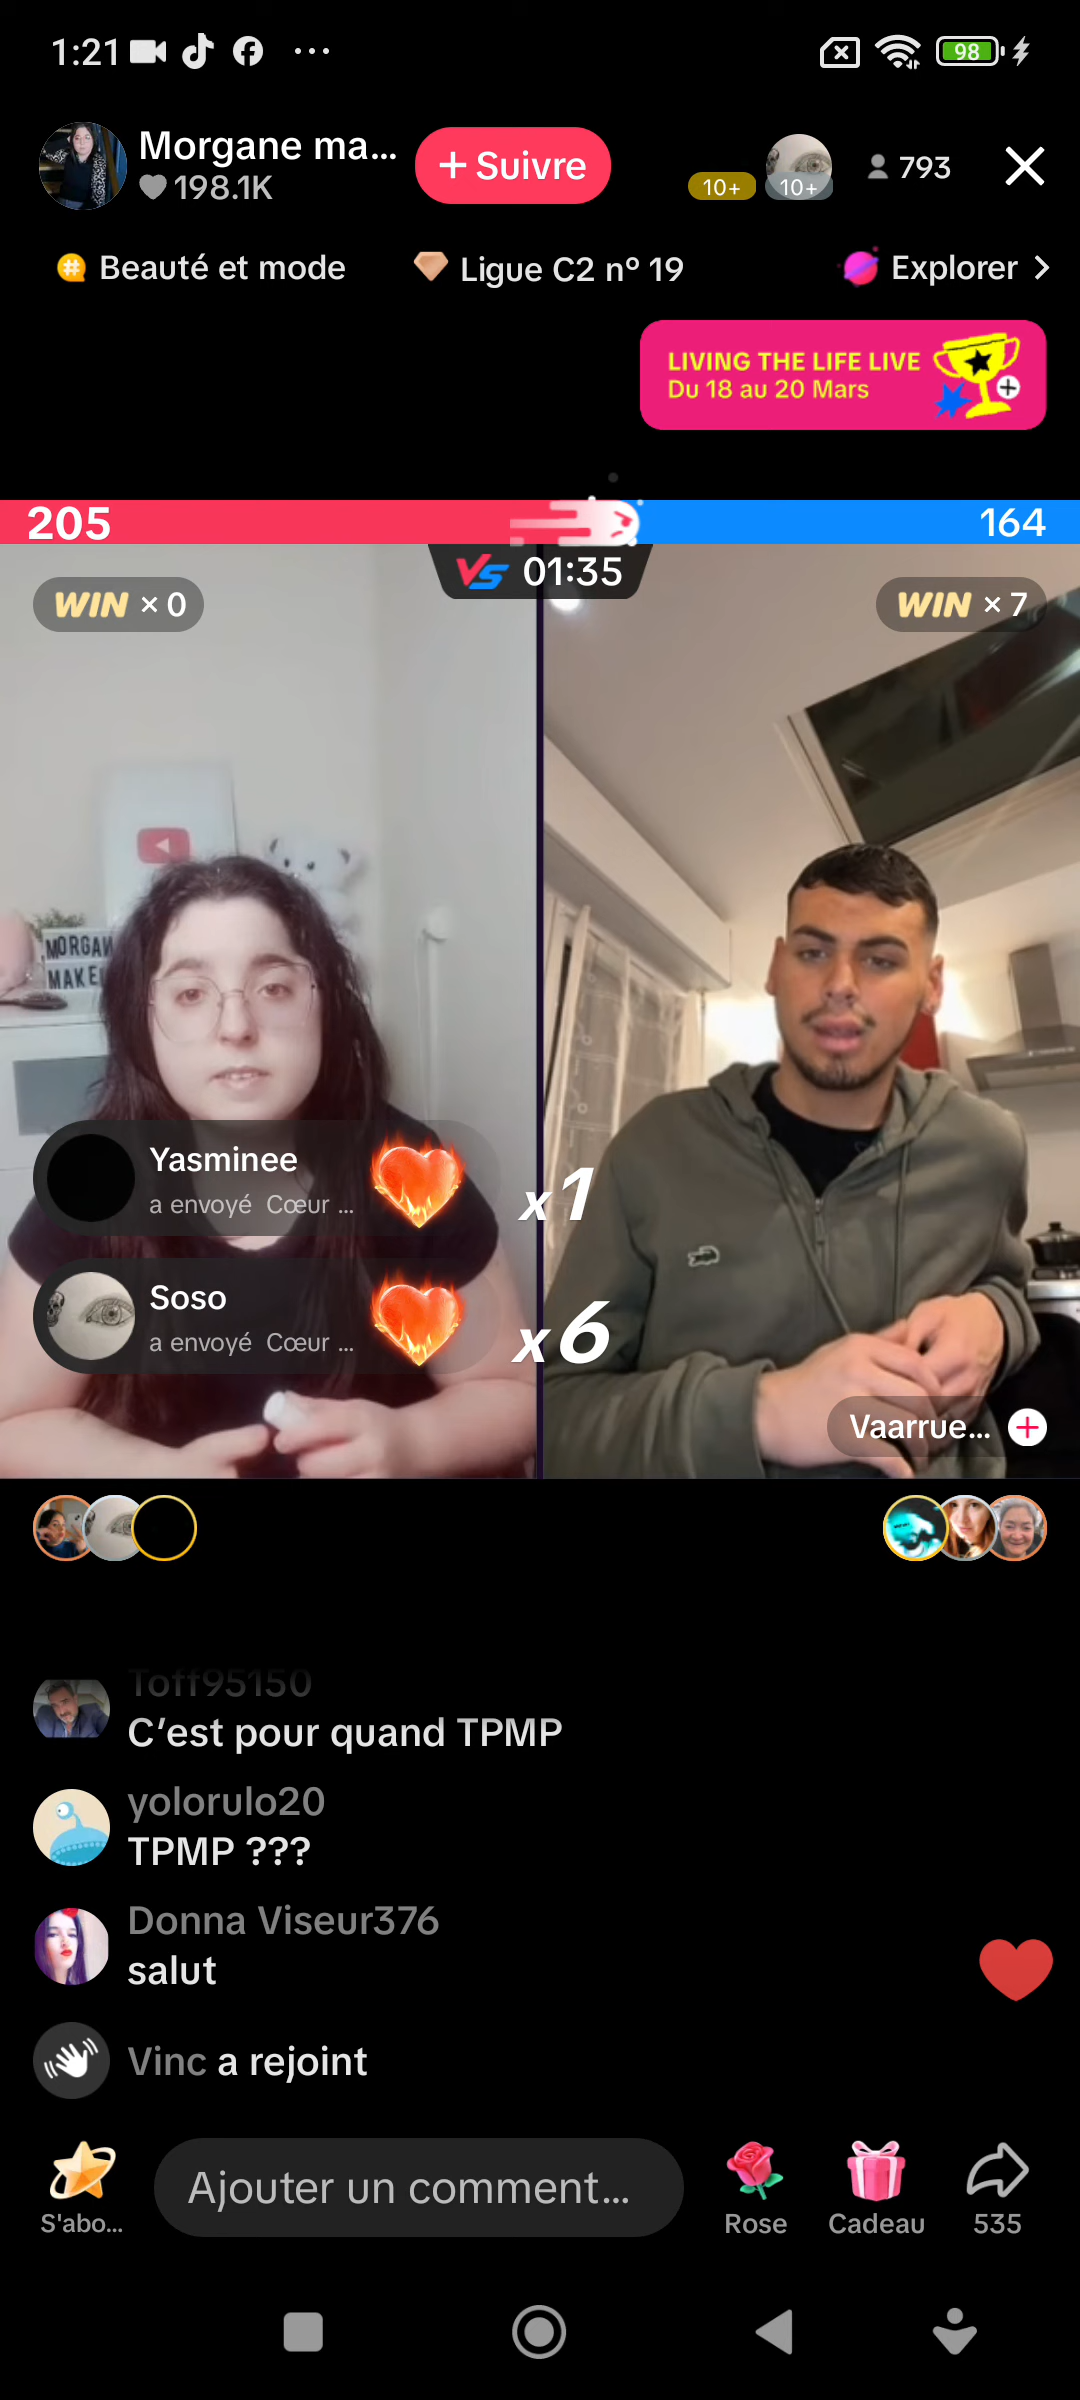 1:21
98
Morgane ma...
198.1K
+ Suivre
10+
10+
793
Beauté et mode
Ligue C2 n° 19
Explorer >
LIVING THE LIFE LIVE
Du 18 au 20 Mars
205
164
VS 01:35
WIN × 0
WIN × 7
MORGAN
MAKE
Yasminee
a envoyé Cœur ...
x1
Soso
a envoyé Cœur ...
x6
Vaarrue...
Toff95150
C’est pour quand TPMP
yolorulo20
TPMP ???
Donna Viseur376
salut
Vinc a rejoint
S'abo...
Ajouter un comment...
Rose
Cadeau
535